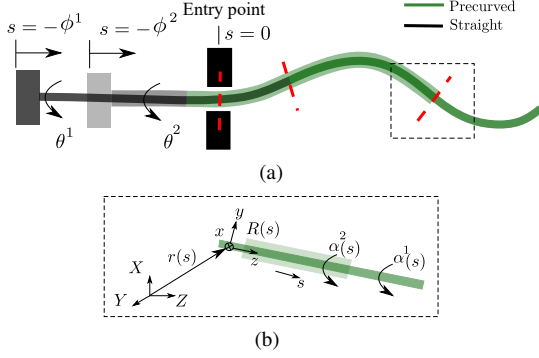 Entry point
Precurved
Straight
s = −ϕ¹
s = −ϕ²
s = 0
θ¹
θ²
(a)
y
x
R(s)
α²(s)
α¹(s)
r(s)
z
s
X
Y
Z
(b)